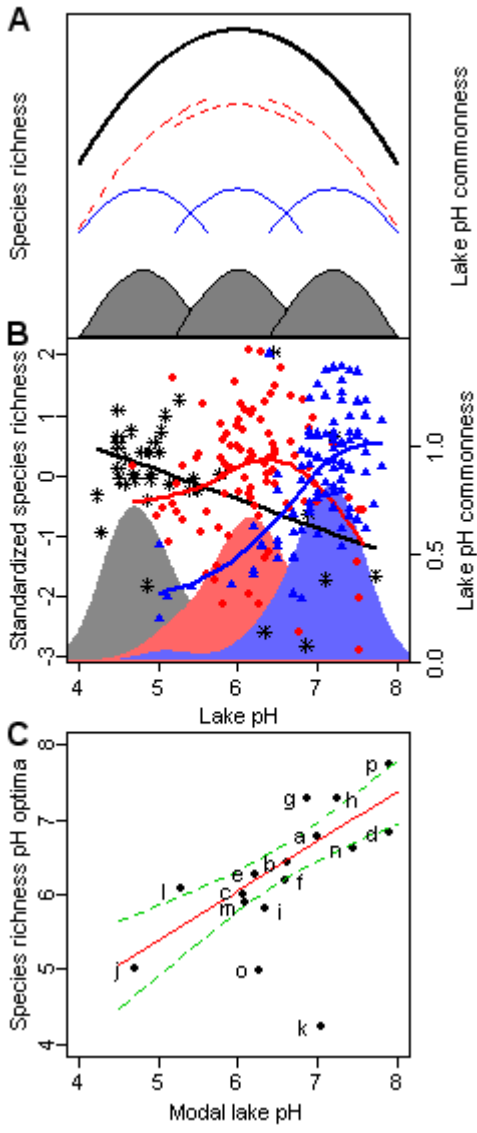 A
Species richness
Lake pH commonness
B
Standardized species richness
2
1
0
-1
-2
-3
1.0
0.5
0.0
Lake pH commonness
4 5 6 7 8
Lake pH
C
Species richness pH optima
8
7
6
5
4
p
g h
a d
n
e b
l c f
m i
j o
k
4 5 6 7 8
Modal lake pH